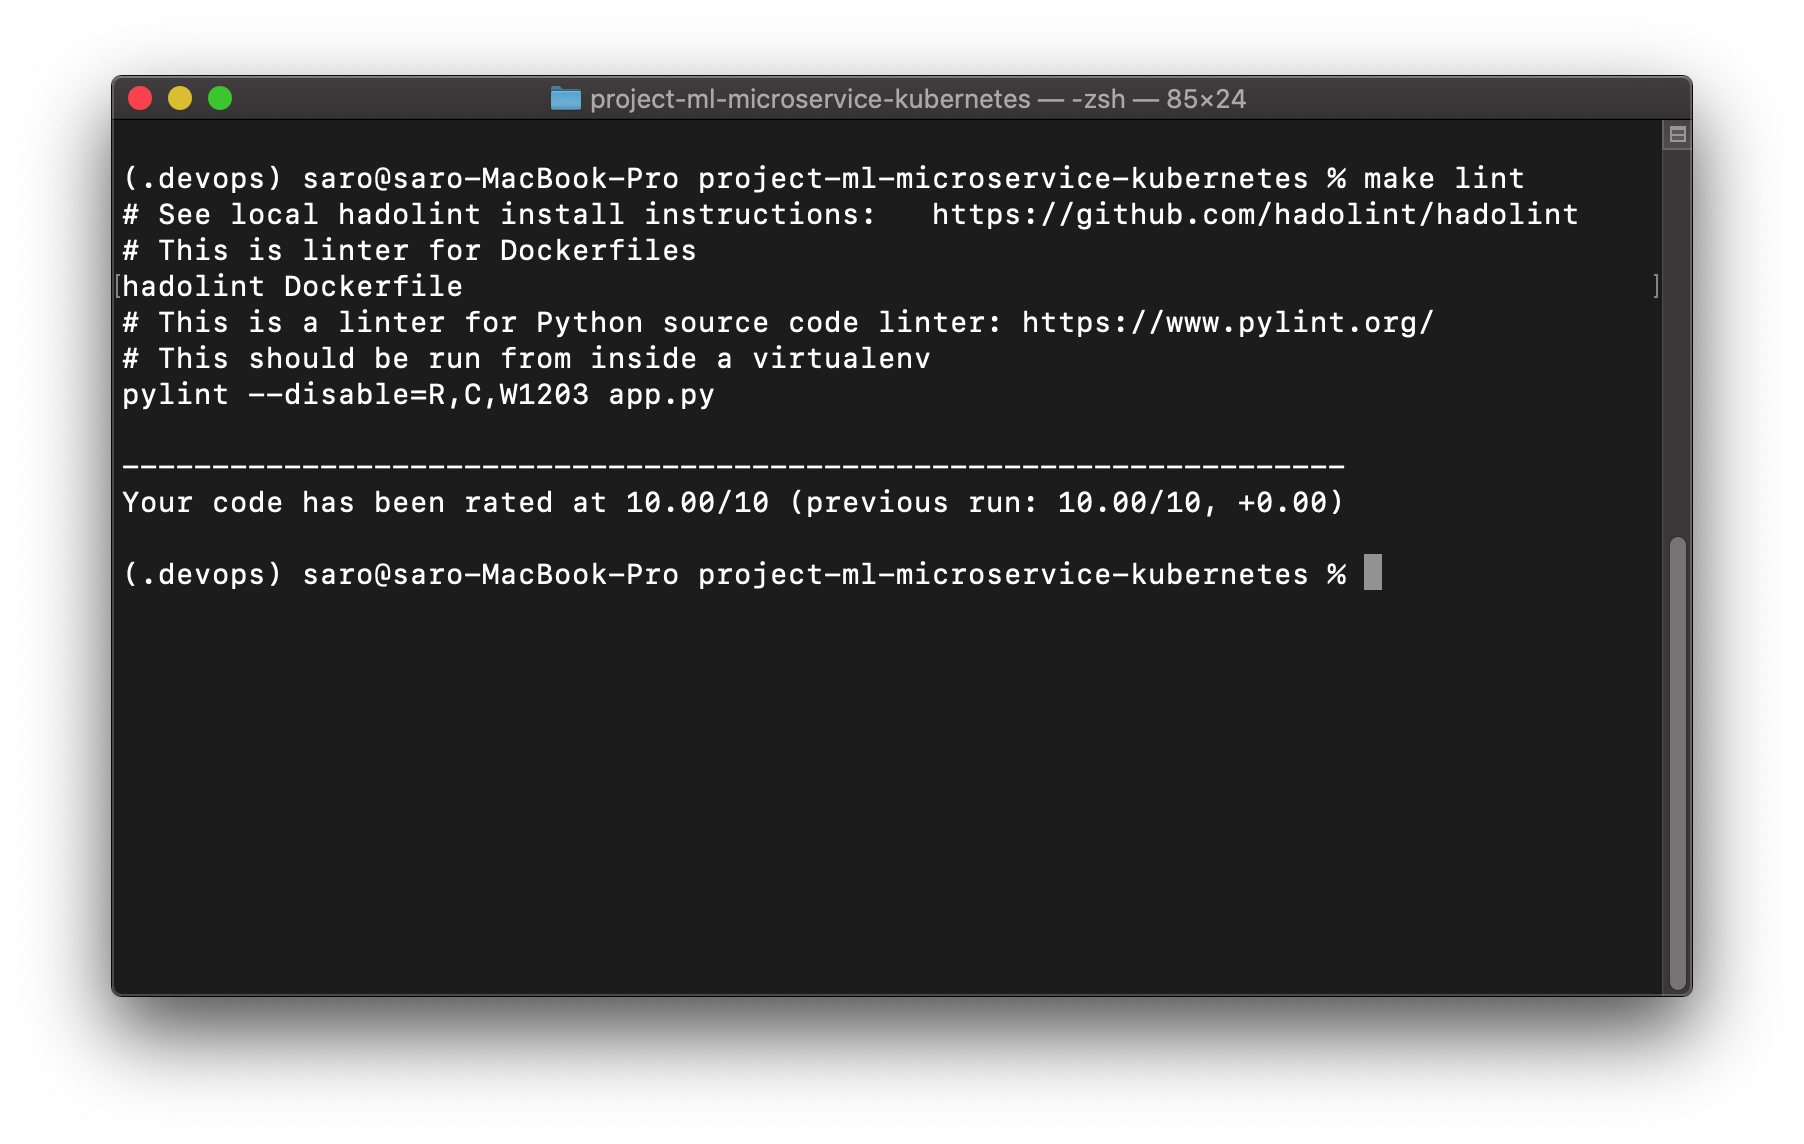 project-ml-microservice-kubernetes — -zsh — 85×24
(.devops) saro@saro-MacBook-Pro project-ml-microservice-kubernetes % make lint
# See local hadolint install instructions:   https://github.com/hadolint/hadolint
# This is linter for Dockerfiles
[hadolint Dockerfile ]
# This is a linter for Python source code linter: https://www.pylint.org/
# This should be run from inside a virtualenv
pylint --disable=R,C,W1203 app.py
--------------------------------------------------------------------
Your code has been rated at 10.00/10 (previous run: 10.00/10, +0.00)
(.devops) saro@saro-MacBook-Pro project-ml-microservice-kubernetes %